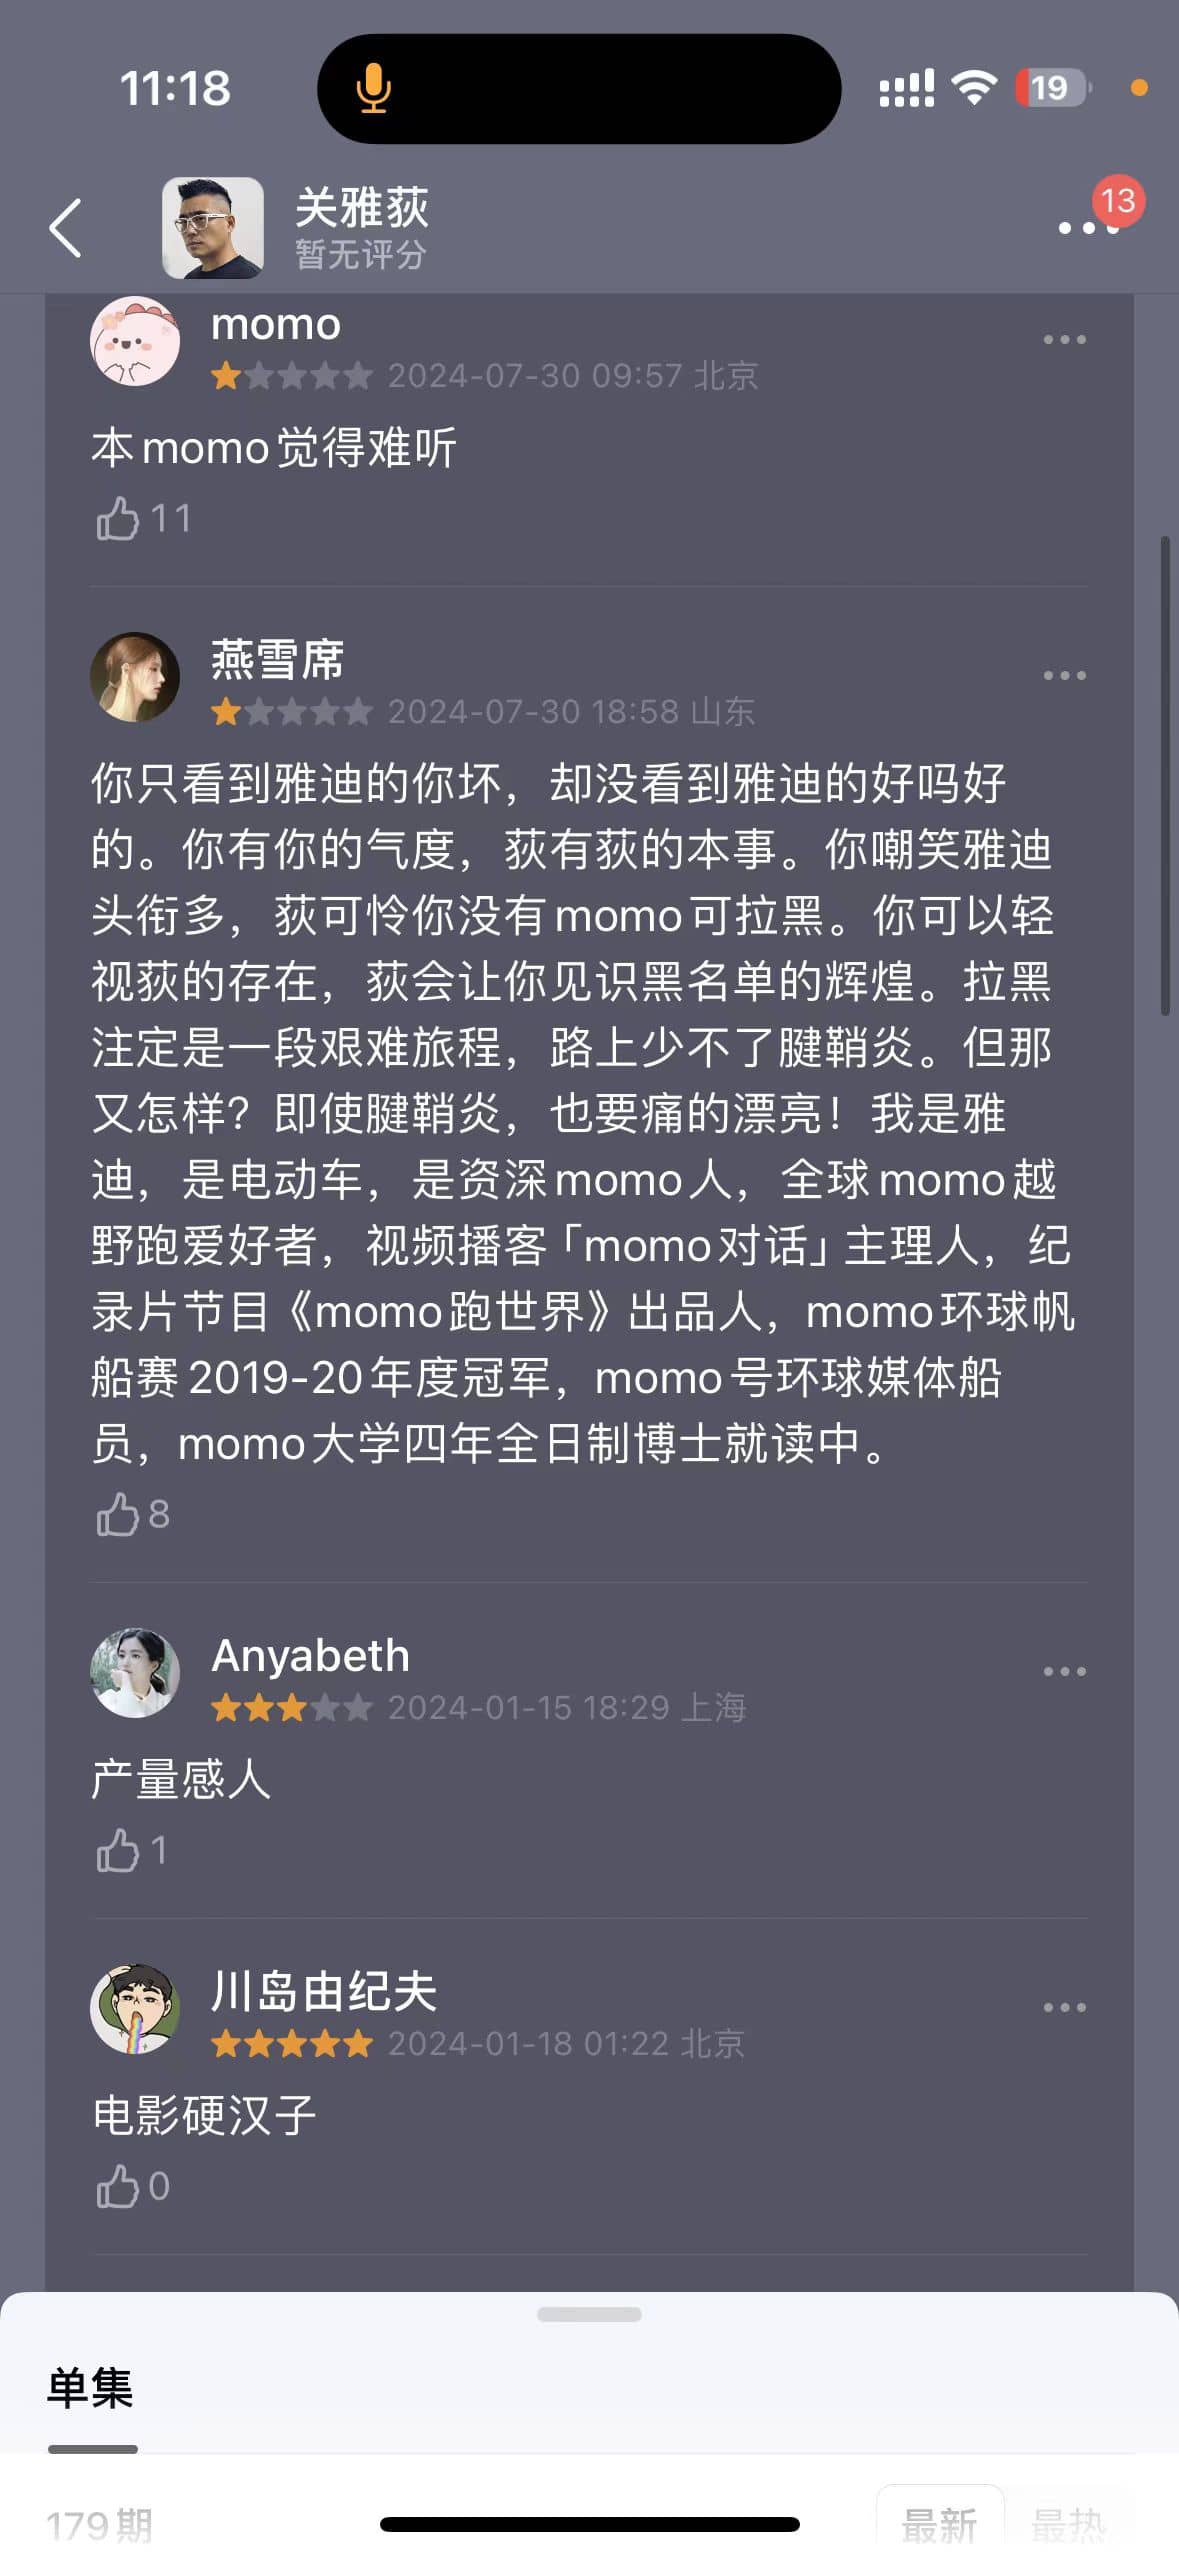 11:18
19
关雅荻
暂无评分
13
momo
2024-07-30 09:57 北京
本momo觉得难听
11
燕雪席
2024-07-30 18:58 山东
你只看到雅迪的你坏，却没看到雅迪的好吗好
的。你有你的气度，荻有荻的本事。你嘲笑雅迪
头衔多，荻可怜你没有momo可拉黑。你可以轻
视荻的存在，荻会让你见识黑名单的辉煌。拉黑
注定是一段艰难旅程，路上少不了腱鞘炎。但那
又怎样？即使腱鞘炎，也要痛的漂亮！我是雅
迪，是电动车，是资深momo人，全球momo越
野跑爱好者，视频播客「momo对话」主理人，纪
录片节目《momo跑世界》出品人，momo环球帆
船赛2019-20年度冠军，momo号环球媒体船
员，momo大学四年全日制博士就读中。
8
Anyabeth
2024-01-15 18:29 上海
产量感人
1
川岛由纪夫
2024-01-18 01:22 北京
电影硬汉子
0
单集
179期
最新 最热